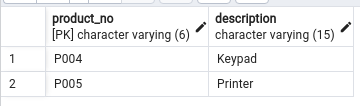 product_no description
[PK] character varying (6) character varying (15)
1 P004 Keypad
2 P005 Printer